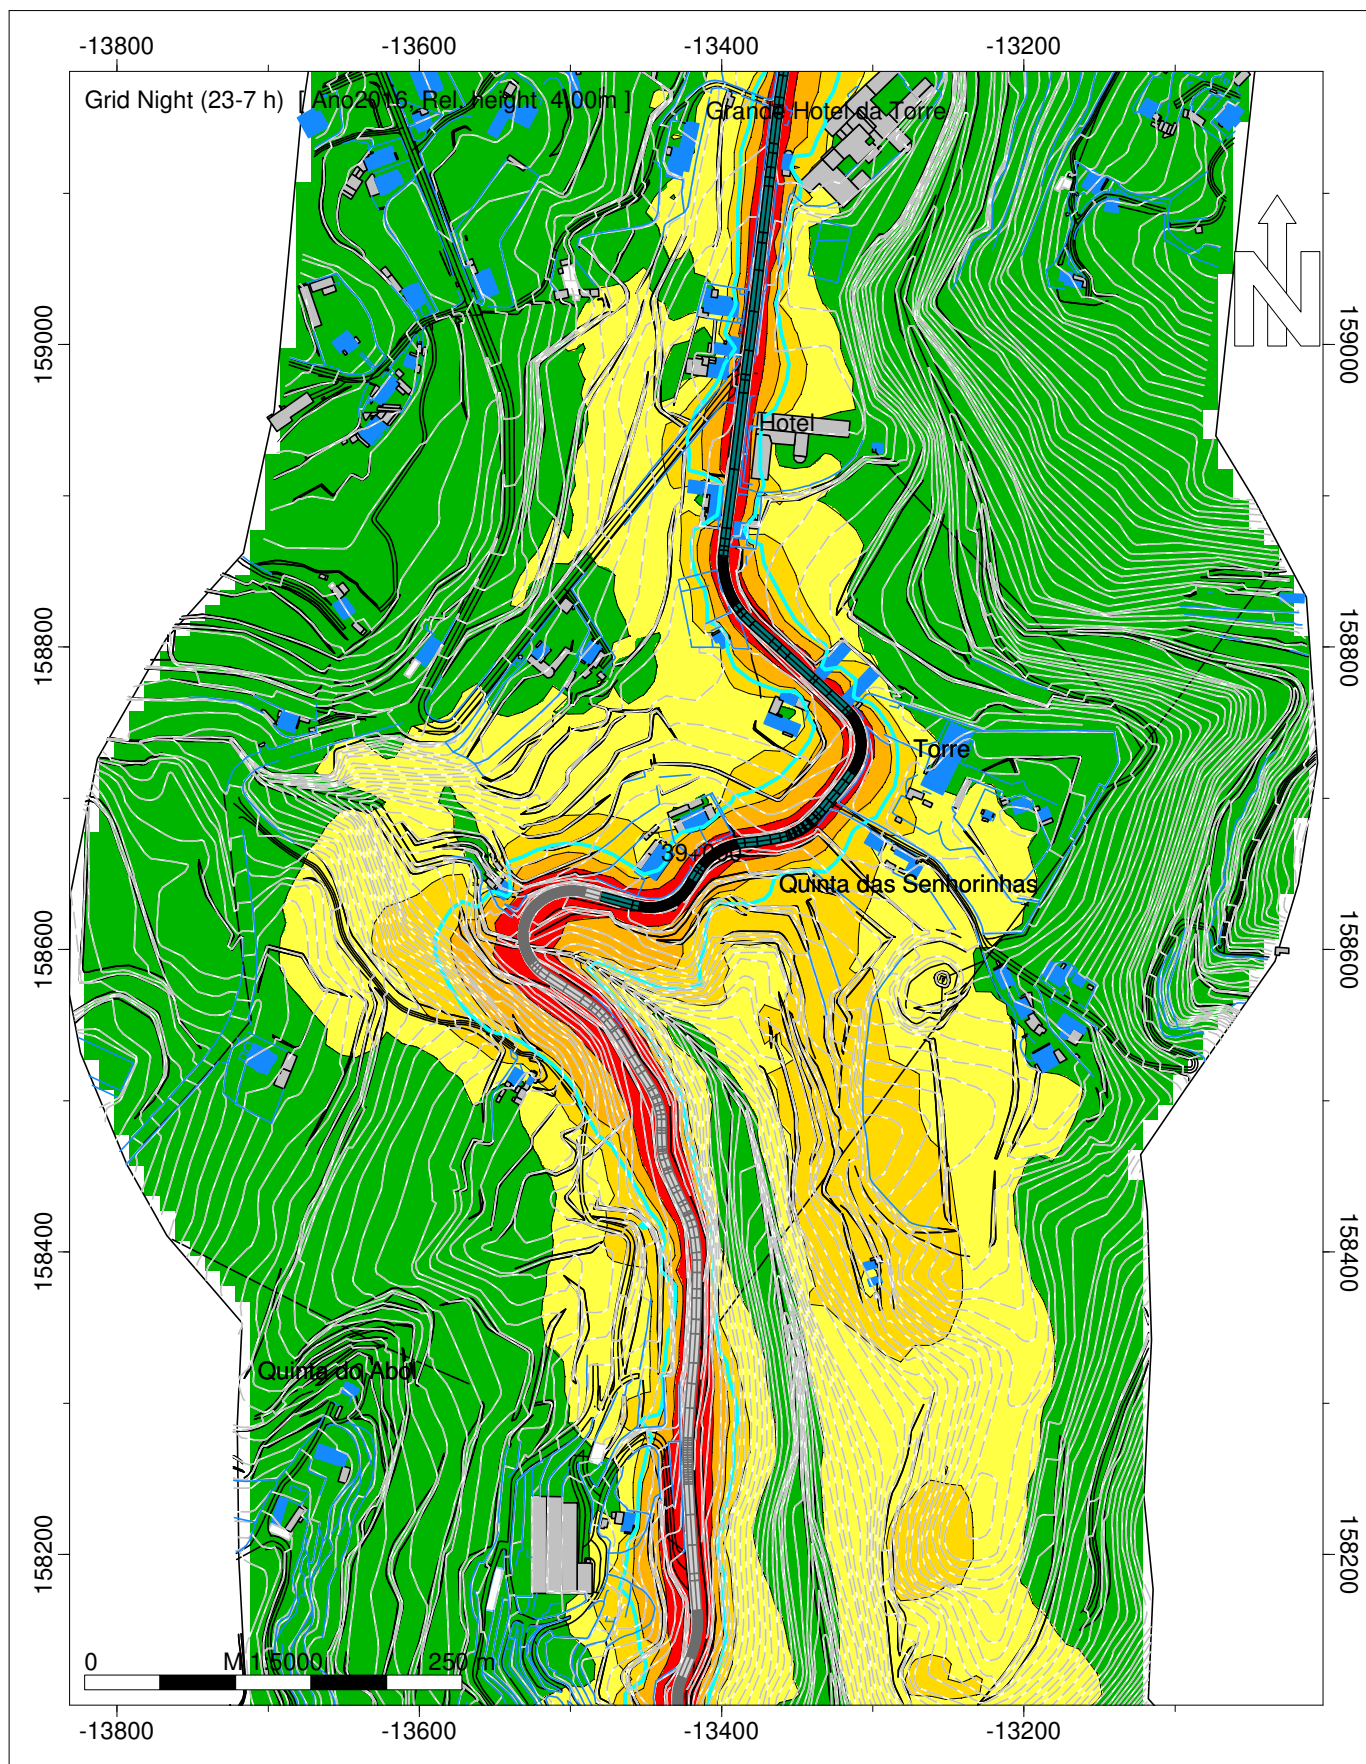 -13800 -13600 -13400 -13200
Grid Night (23-7 h) [ Ano2016, Rel. height 4.00m ]
Grande Hotel da Torre
159000
159000
Hotel
158800
158800
Torre
Quinta das Senhorinhas
158600
158600
158400
158400
Quinta do Abol
158200
158200
0 M 1:5000 250 m
-13800 -13600 -13400 -13200